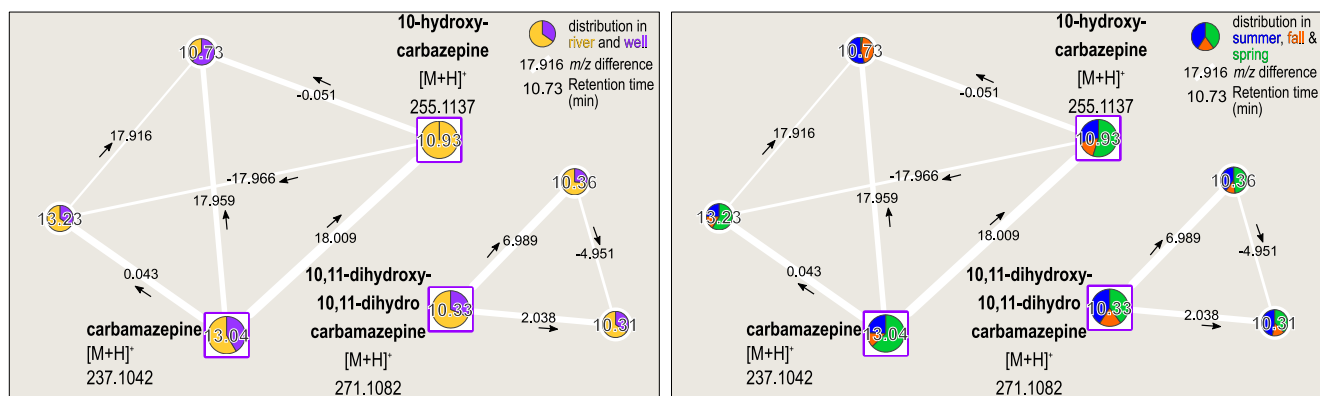 10-hydroxy-
carbazepine
[M+H]+
255.1137
distribution in
river and well
17.916 m/z difference
10.73 Retention time
(min)
10.73
-0.051
17.916
10.93
-17.966
17.959
10.36
13.23
18.009
6.989
-4.951
0.043
10,11-dihydroxy-
10,11-dihydro
carbamazepine
[M+H]+
271.1082
10.33
2.038
10.31
carbamazepine
13.04
[M+H]+
237.1042
10-hydroxy-
carbazepine
[M+H]+
255.1137
distribution in
summer, fall &
spring
17.916 m/z difference
10.73 Retention time
(min)
10.73
-0.051
17.916
10.93
-17.966
17.959
10.36
13.23
18.009
6.989
-4.951
0.043
10,11-dihydroxy-
10,11-dihydro
carbamazepine
[M+H]+
271.1082
10.33
2.038
10.31
carbamazepine
13.04
[M+H]+
237.1042